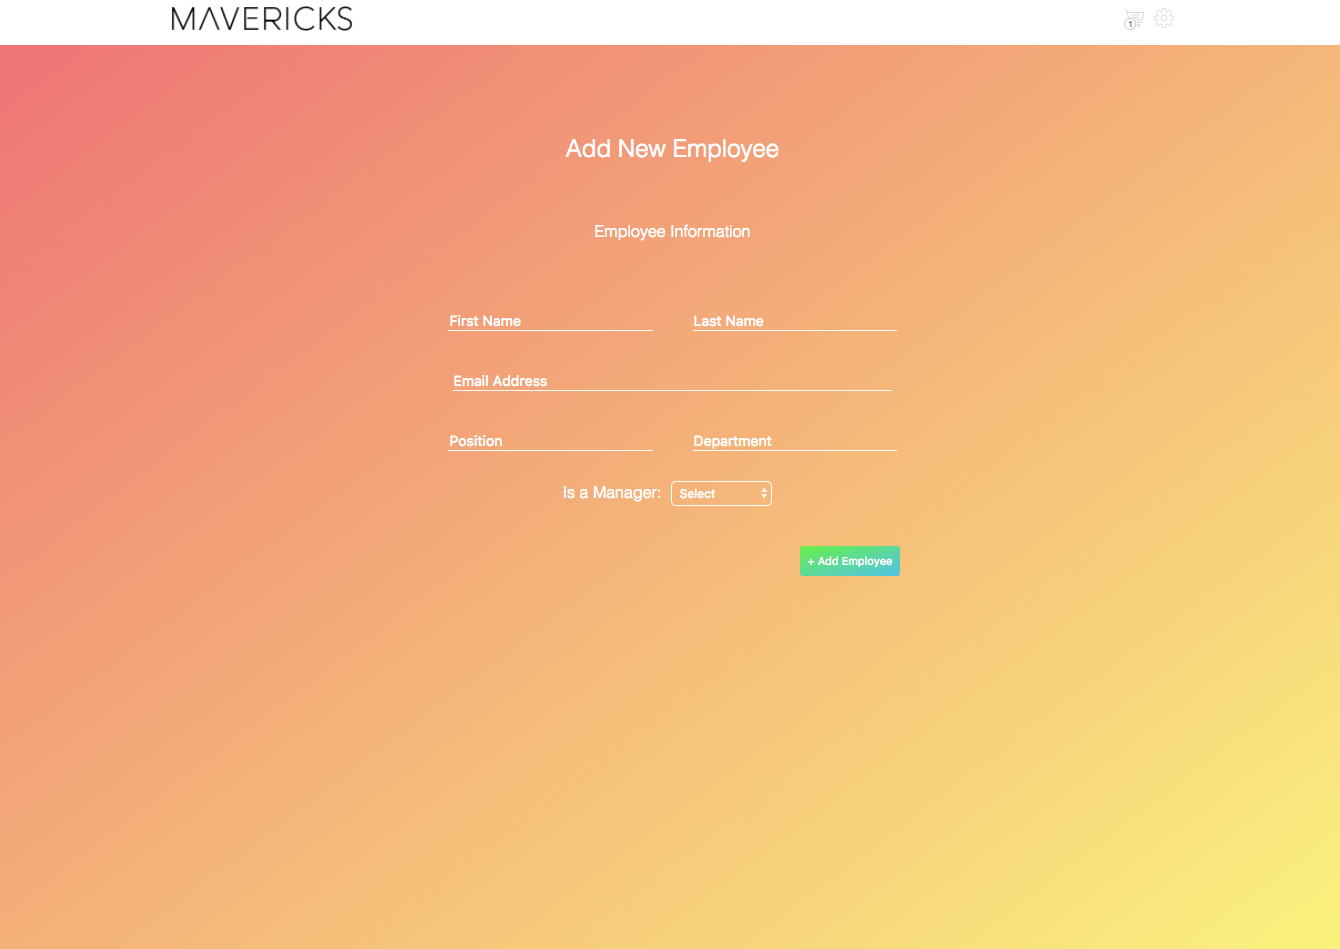 MAVERICKS
1
Add New Employee
Employee Information
First Name Last Name
Email Address
Position Department
Is a Manager: Select
+ Add Employee